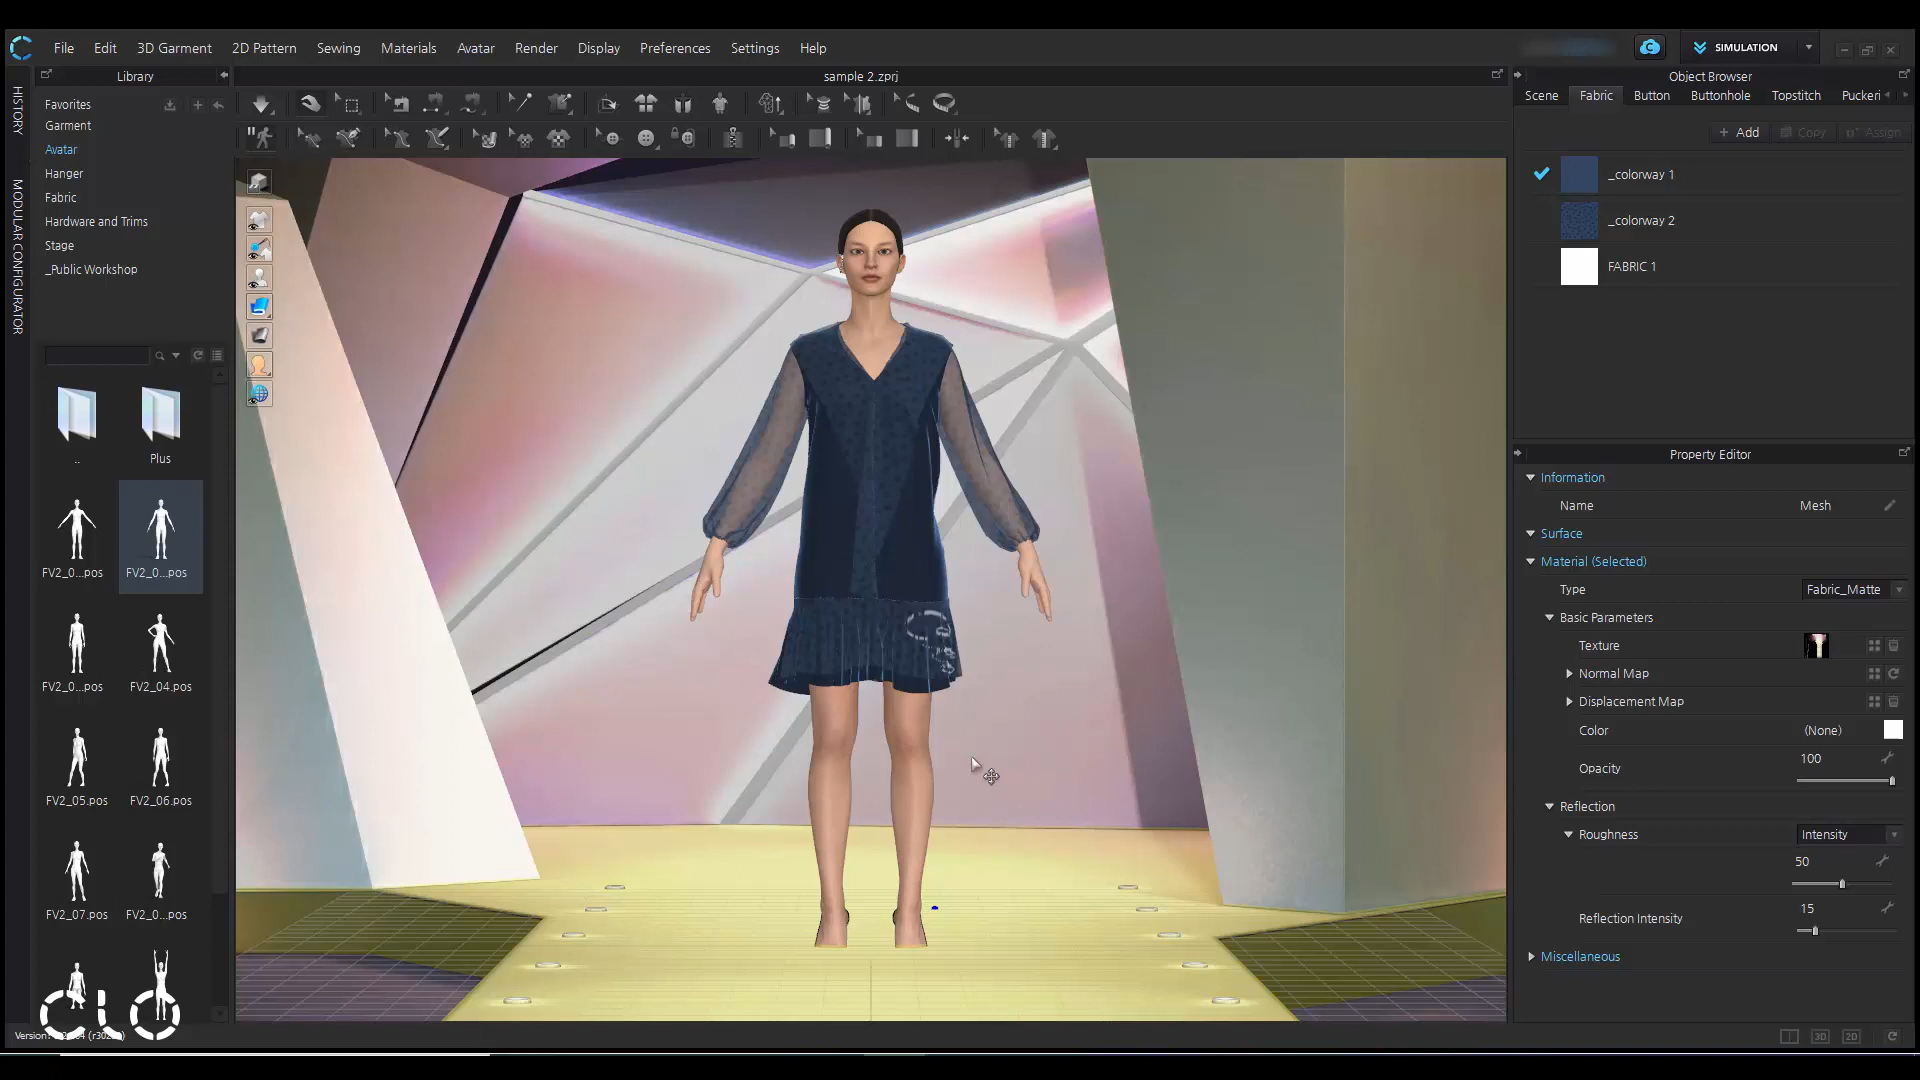 File Edit 3D Garment 2D Pattern Sewing Materials Avatar Render Display Preferences Settings Help
SIMULATION
HISTORY
MODULAR CONFIGURATOR
Library
Favorites
Garment
Avatar
Hanger
Fabric
Hardware and Trims
Stage
_Public Workshop
..
Plus
FV2_0...pos FV2_0...pos
FV2_0...pos FV2_04.pos
FV2_05.pos FV2_06.pos
FV2_07.pos FV2_0...pos
CLO
sample 2.zprj
Object Browser
Scene Fabric Button Buttonhole Topstitch Puckeri
+ Add Copy Assign
_colorway 1
_colorway 2
FABRIC 1
Property Editor
Information
Name Mesh
Surface
Material (Selected)
Type Fabric_Matte
Basic Parameters
Texture
Normal Map
Displacement Map
Color (None)
Opacity 100
Reflection
Roughness Intensity
50
Reflection Intensity 15
Miscellaneous
3D 2D